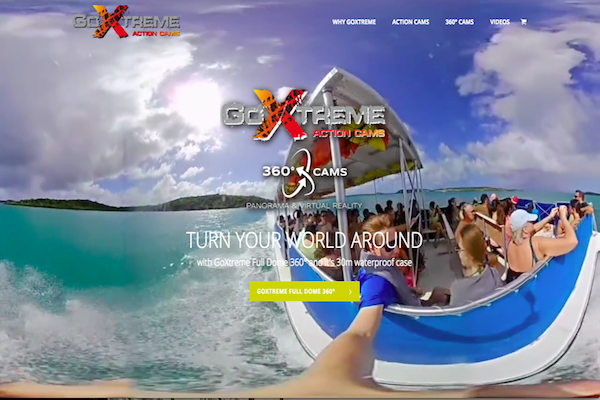 GoXtreme
ACTION CAMS
WHY GOXTREME
ACTION CAMS
360° CAMS
VIDEOS
GoXtreme
ACTION CAMS
360° CAMS
PANORAMA & VIRTUAL REALITY
TURN YOUR WORLD AROUND
with GoXtreme Full Dome 360° and it's 30m waterproof case
GOXTREME FULL DOME 360° >